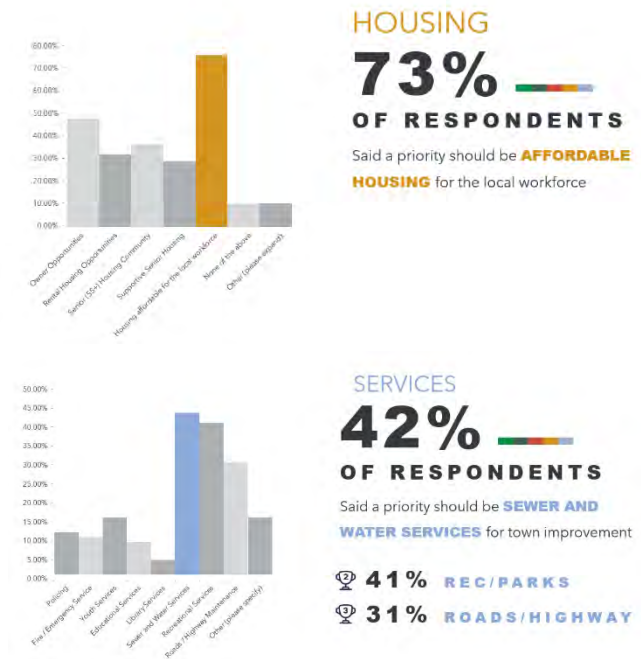 HOUSING
73%
OF RESPONDENTS
Said a priority should be AFFORDABLE
HOUSING for the local workforce
80.00%
70.00%
60.00%
50.00%
40.00%
30.00%
20.00%
10.00%
0.00%
Owner Opportunities
Rental Housing Opportunities
Senior (55+) Housing Community
Supportive Senior Housing
Housing affordable for the local workforce
None of the above
Other (please expand)
SERVICES
42%
OF RESPONDENTS
Said a priority should be SEWER AND
WATER SERVICES for town improvement
2 41% REC/PARKS
3 31% ROADS/HIGHWAY
50.00%
45.00%
40.00%
35.00%
30.00%
25.00%
20.00%
15.00%
10.00%
5.00%
0.00%
Policing
Fire / Emergency Service
Youth Services
Educational Services
Library Services
Sewer and Water Services
Recreational Services
Roads / Highway Maintenance
Other (please specify)